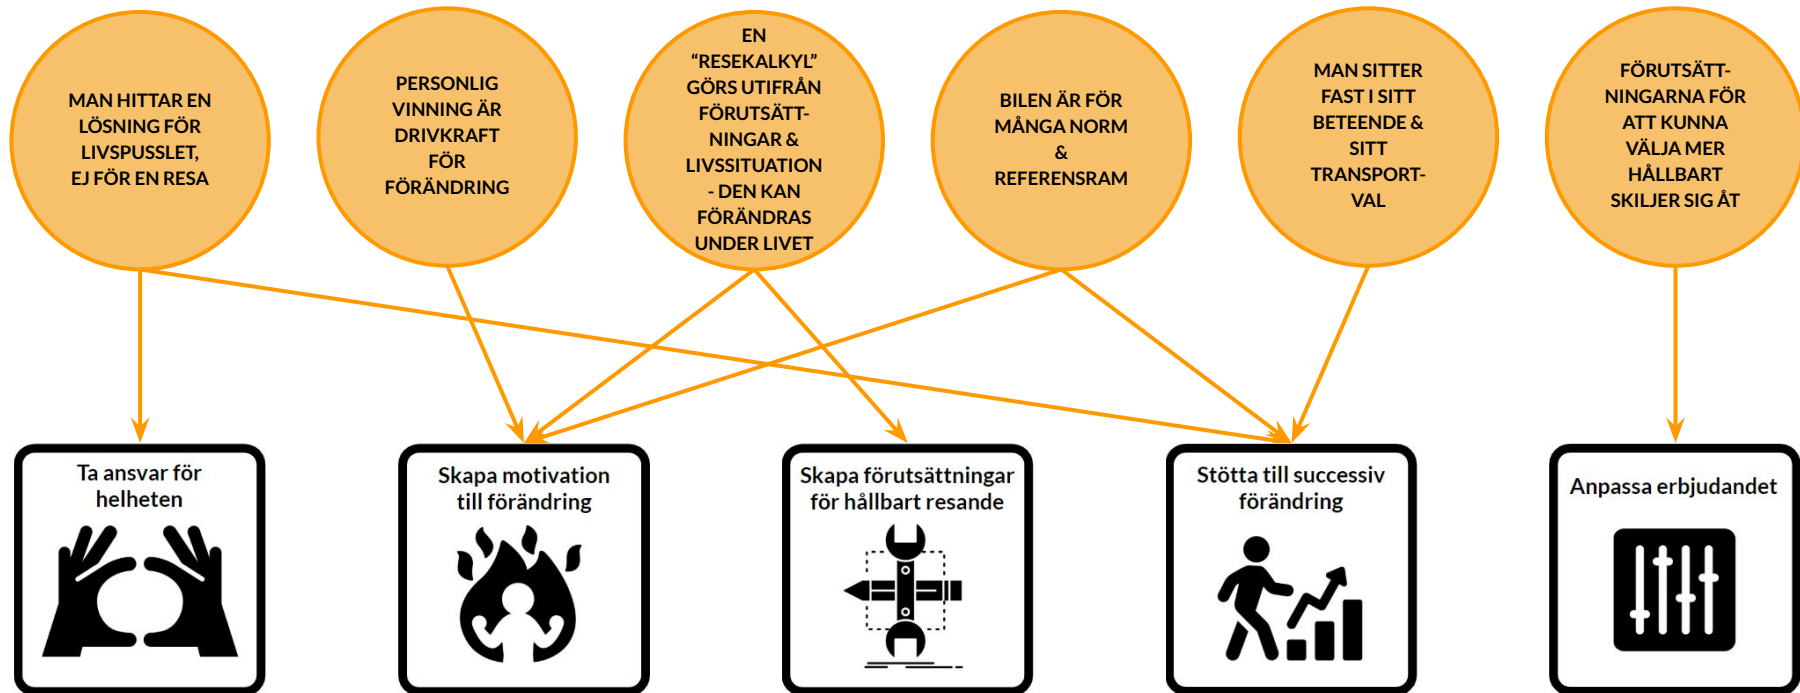 MAN HITTAR EN
LÖSNING FÖR
LIVSPUSSLET,
EJ FÖR EN RESA
PERSONLIG
VINNING ÄR
DRIVKRAFT
FÖR
FÖRÄNDRING
EN
“RESEKALKYL”
GÖRS UTIFRÅN
FÖRUTSÄTT-
NINGAR &
LIVSSITUATION
- DEN KAN
FÖRÄNDRAS
UNDER LIVET
BILEN ÄR FÖR
MÅNGA NORM
&
REFERENSRAM
MAN SITTER
FAST I SITT
BETEENDE &
SITT
TRANSPORT-
VAL
FÖRUTSÄTT-
NINGARNA FÖR
ATT KUNNA
VÄLJA MER
HÅLLBART
SKILJER SIG ÅT
Ta ansvar för
helheten
Skapa motivation
till förändring
Skapa förutsättningar
för hållbart resande
Stötta till successiv
förändring
Anpassa erbjudandet